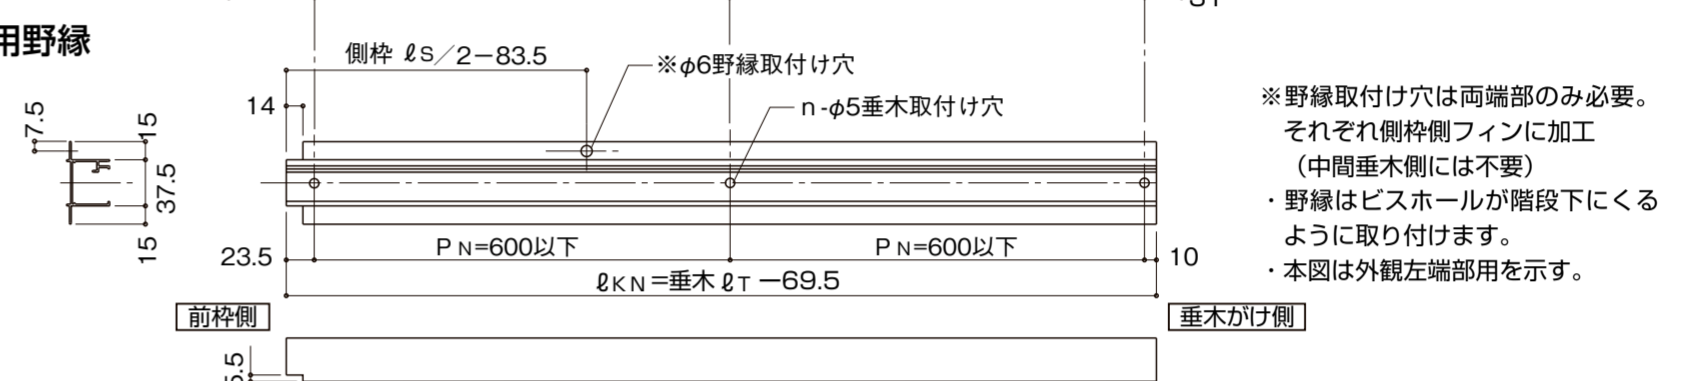 用野縁
側枠 ℓS／2－83.5
※φ6野縁取付け穴
14
n-φ5垂木取付け穴
7.5
15
37.5
15
23.5
PN=600以下
PN=600以下
10
ℓKN=垂木ℓT－69.5
前枠側
垂木がけ側
※野縁取付け穴は両端部のみ必要。
それぞれ側枠側フィンに加工
（中間垂木側には不要）
・野縁はビスホールが階段下にくる
ように取り付けます。
・本図は外観左端部用を示す。